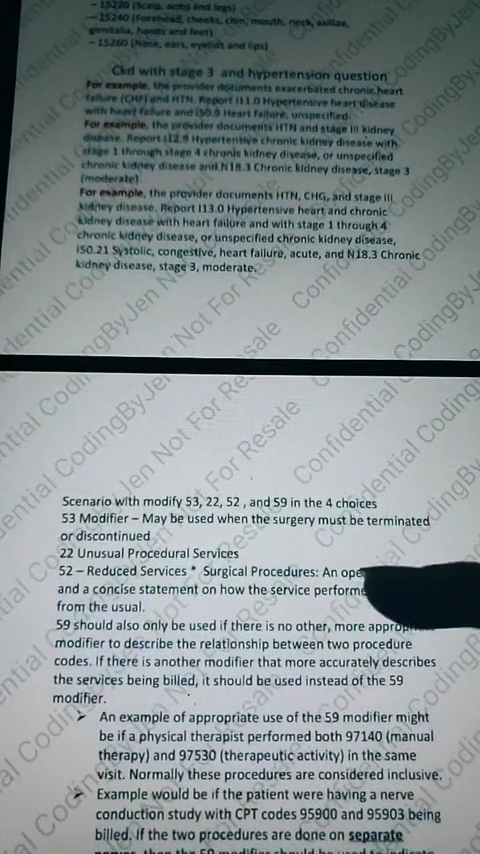 – 15220 (Scalp, arms and legs)
– 15240 (Forehead, cheeks, chin, mouth, neck, axillae,
genitalia, hands and feet)
– 15260 (Nose, ears, eyelids and lips)
Ckd with stage 3 and hypertension question
For example, the provider documents exacerbated chronic heart
failure (CHF) and HTN. Report I11.0 Hypertensive heart disease
with heart failure and I50.9 Heart failure, unspecified.
For example, the provider documents HTN and stage III kidney
disease. Report I12.9 Hypertensive chronic kidney disease with
stage 1 through stage 4 chronic kidney disease, or unspecified
chronic kidney disease and N18.3 Chronic kidney disease, stage 3
(moderate)
For example, the provider documents HTN, CHG, and stage III
kidney disease. Report I13.0 Hypertensive heart and chronic
kidney disease with heart failure and with stage 1 through 4
chronic kidney disease, or unspecified chronic kidney disease,
I50.21 Systolic, congestive, heart failure, acute, and N18.3 Chronic
kidney disease, stage 3, moderate.
Scenario with modify 53, 22, 52 , and 59 in the 4 choices
53 Modifier – May be used when the surgery must be terminated
or discontinued
22 Unusual Procedural Services
52 – Reduced Services * Surgical Procedures: An ope
and a concise statement on how the service performe
from the usual.
59 should also only be used if there is no other, more approp
modifier to describe the relationship between two procedure
codes. If there is another modifier that more accurately describes
the services being billed, it should be used instead of the 59
modifier.
➢ An example of appropriate use of the 59 modifier might
be if a physical therapist performed both 97140 (manual
therapy) and 97530 (therapeutic activity) in the same
visit. Normally these procedures are considered inclusive.
➢ Example would be if the patient were having a nerve
conduction study with CPT codes 95900 and 95903 being
billed. If the two procedures are done on separate
Confidential CodingByJen Not For Resale